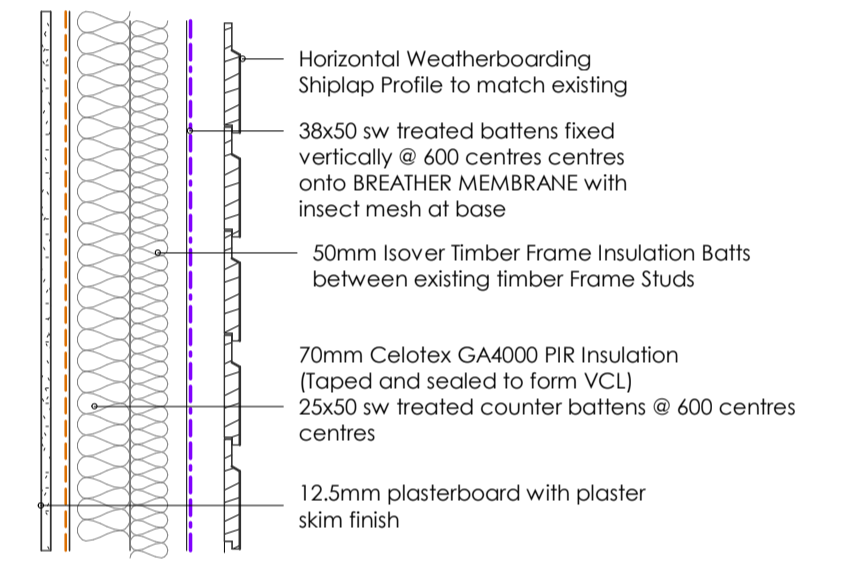 Horizontal Weatherboarding
Shiplap Profile to match existing
38x50 sw treated battens fixed
vertically @ 600 centres centres
onto BREATHER MEMBRANE with
insect mesh at base
50mm Isover Timber Frame Insulation Batts
between existing timber Frame Studs
70mm Celotex GA4000 PIR Insulation
(Taped and sealed to form VCL)
25x50 sw treated counter battens @ 600 centres
centres
12.5mm plasterboard with plaster
skim finish